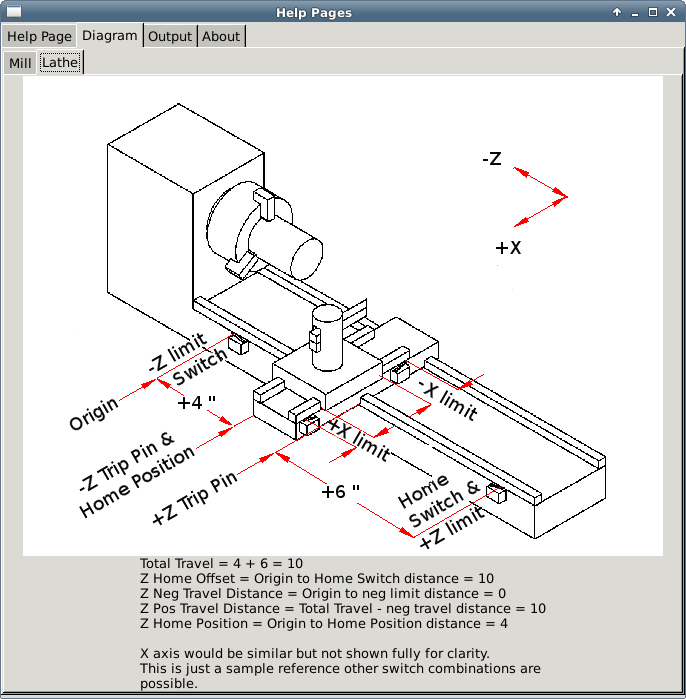 Help Pages
Help Page Diagram Output About
Mill Lathe
-Z
+X
-Z limit
Switch
Origin
+4 "
-X limit
+X limit
-Z Trip Pin &
Home Position
+Z Trip Pin
+6 "
Home
Switch &
+Z limit
Total Travel = 4 + 6 = 10
Z Home Offset = Origin to Home Switch distance = 10
Z Neg Travel Distance = Origin to neg limit distance = 0
Z Pos Travel Distance = Total Travel - neg travel distance = 10
Z Home Position = Origin to Home Position distance = 4
X axis would be similar but not shown fully for clarity.
This is just a sample reference other switch combinations are
possible.